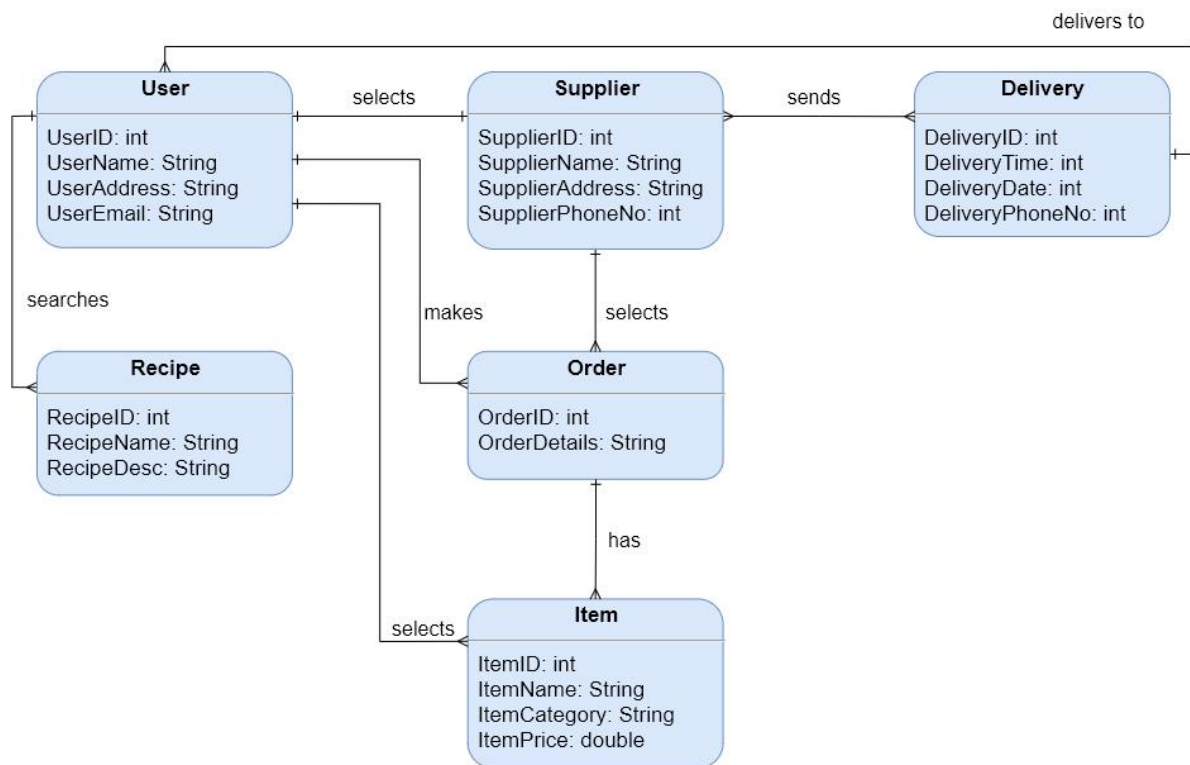 delivers to
User
UserID: int
UserName: String
UserAddress: String
UserEmail: String
selects
Supplier
SupplierID: int
SupplierName: String
SupplierAddress: String
SupplierPhoneNo: int
sends
Delivery
DeliveryID: int
DeliveryTime: int
DeliveryDate: int
DeliveryPhoneNo: int
searches
makes
selects
Recipe
RecipeID: int
RecipeName: String
RecipeDesc: String
Order
OrderID: int
OrderDetails: String
has
selects
Item
ItemID: int
ItemName: String
ItemCategory: String
ItemPrice: double